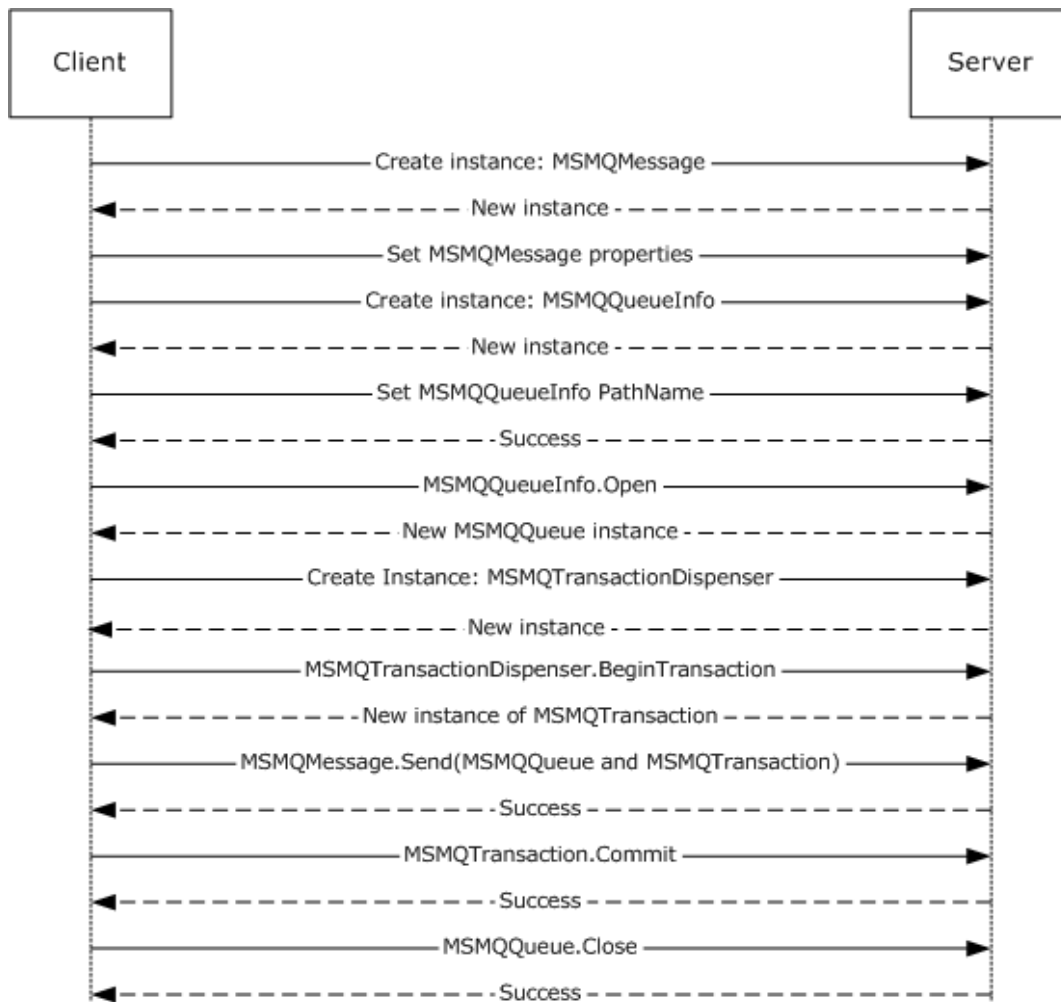 Client
Server
Create instance: MSMQMessage
New instance
Set MSMQMessage properties
Create instance: MSMQQueueInfo
New instance
Set MSMQQueueInfo PathName
Success
MSMQQueueInfo.Open
New MSMQQueue instance
Create Instance: MSMQTransactionDispenser
New instance
MSMQTransactionDispenser.BeginTransaction
New instance of MSMQTransaction
MSMQMessage.Send(MSMQQueue and MSMQTransaction)
Success
MSMQTransaction.Commit
Success
MSMQQueue.Close
Success